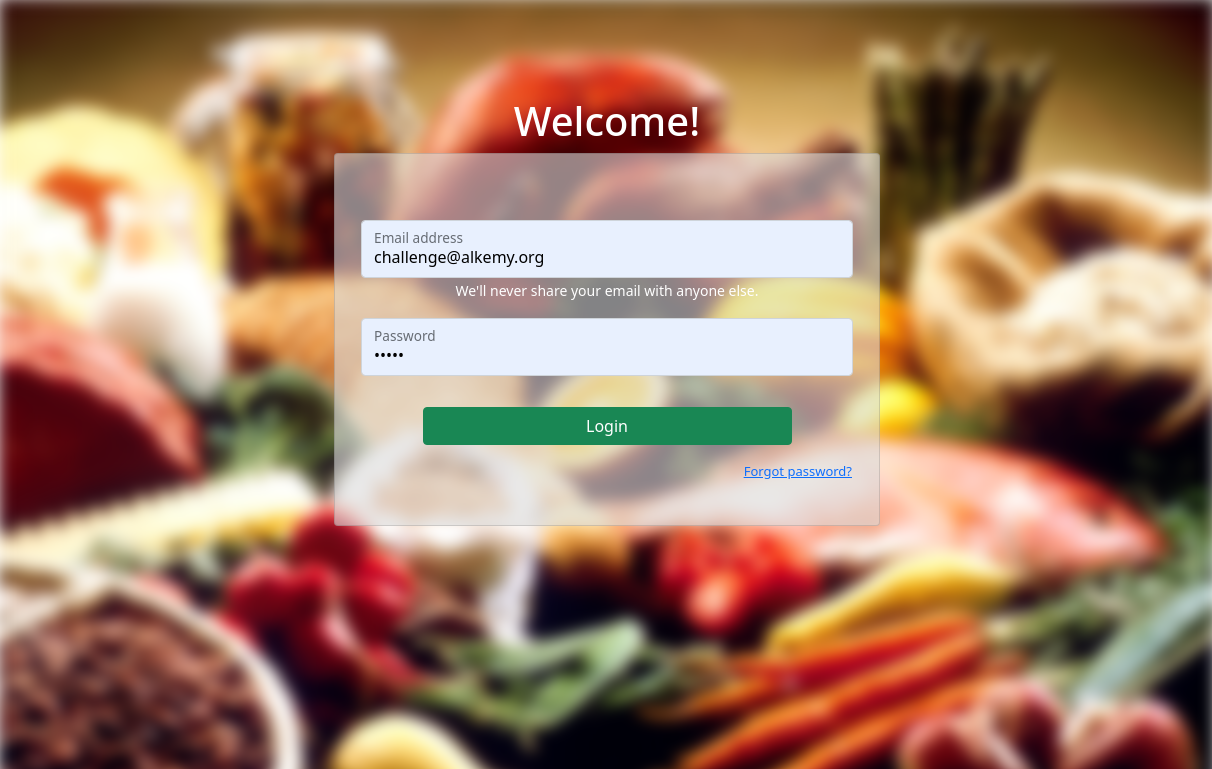 Welcome!
Email address
challenge@alkemy.org
We'll never share your email with anyone else.
Password
•••••
Login
Forgot password?